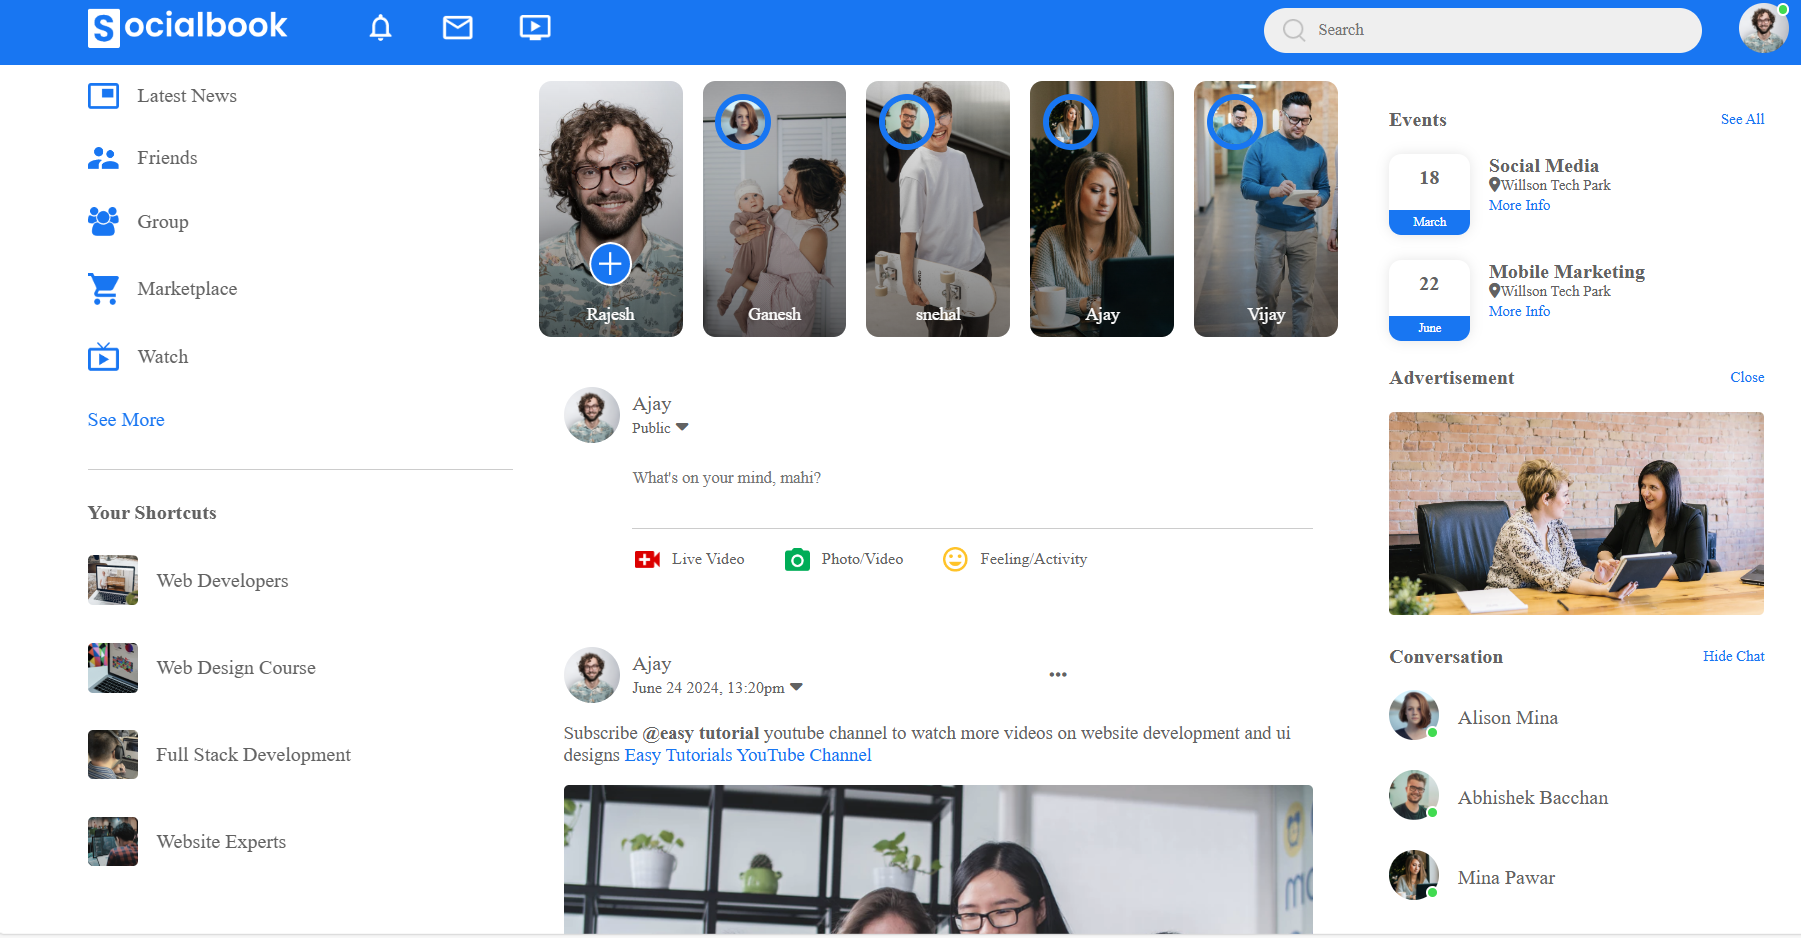 Socialbook
Search
Latest News
Friends
Group
Marketplace
Watch
See More
Your Shortcuts
Web Developers
Web Design Course
Full Stack Development
Website Experts
Rajesh
Ganesh
snehal
Ajay
Vijay
Ajay
Public
What's on your mind, mahi?
Live Video
Photo/Video
Feeling/Activity
Ajay
June 24 2024, 13:20pm
Subscribe @easy tutorial youtube channel to watch more videos on website development and ui
designs Easy Tutorials YouTube Channel
Events
See All
18
March
Social Media
Willson Tech Park
More Info
22
June
Mobile Marketing
Willson Tech Park
More Info
Advertisement
Close
Conversation
Hide Chat
Alison Mina
Abhishek Bacchan
Mina Pawar